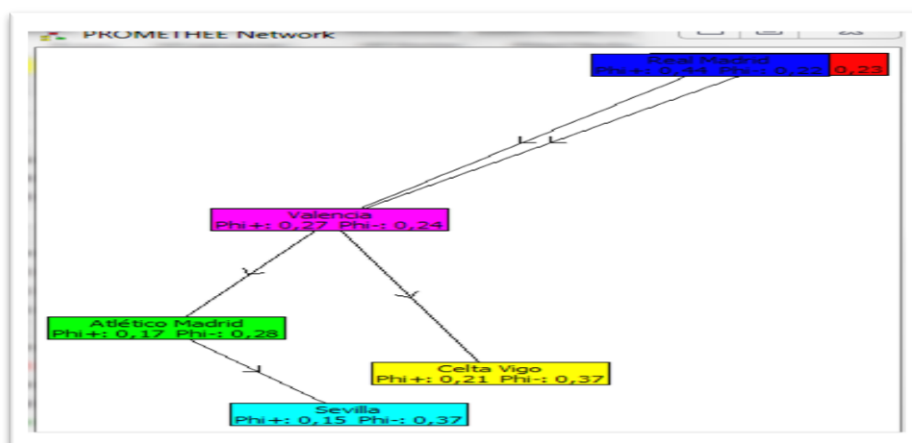 PROMETHEE Network
Real Madrid
Phi+: 0,44 Phi-: 0,22
0,23
Valencia
Phi+: 0,27 Phi-: 0,24
Atlético Madrid
Phi+: 0,17 Phi-: 0,28
Celta Vigo
Phi+: 0,21 Phi-: 0,37
Sevilla
Phi+: 0,15 Phi-: 0,37